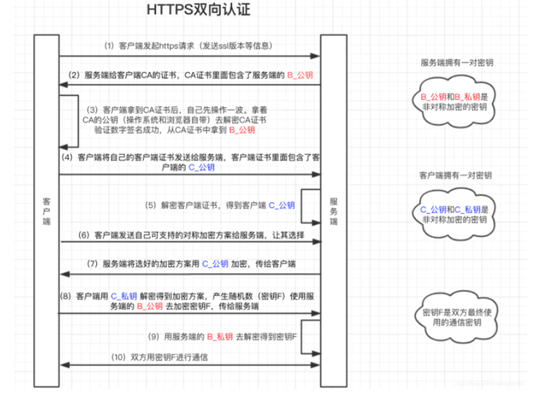 HTTPS双向认证
(1) 客户端发起https请求（发送ssl版本等信息）
(2) 服务端给客户端CA的证书，CA证书里面包含了服务端的 B_公钥
服务端拥有一对密钥
B_公钥和B_私钥是
非对称加密的密钥
(3) 客户端拿到CA证书后，自己先操作一波，拿着
CA的公钥（操作系统和浏览器自带）去解密CA证书
验证数字签名成功，从CA证书中拿到 B_公钥
(4) 客户端将自己的客户端证书发送给服务端，客户端证书里面包含了客
户端的 C_公钥
客户端拥有一对密钥
客户端
服务端
(5) 解密客户端证书，得到客户端 C_公钥
C_公钥和C_私钥是
非对称加密的密钥
(6) 客户端发送自己可支持的对称加密方案给服务端，让其选择
(7) 服务端将选好的加密方案用 C_公钥 加密，传给客户端
(8) 客户端用 C_私钥 解密得到加密方案，产生随机数（密钥F）使用服
务端的 B_公钥 去加密密钥F，传给服务端
密钥F是双方最终使
用的通信密钥
(9) 用服务端的 B_私钥 去解密得到密钥F
(10) 双方用密钥F进行通信